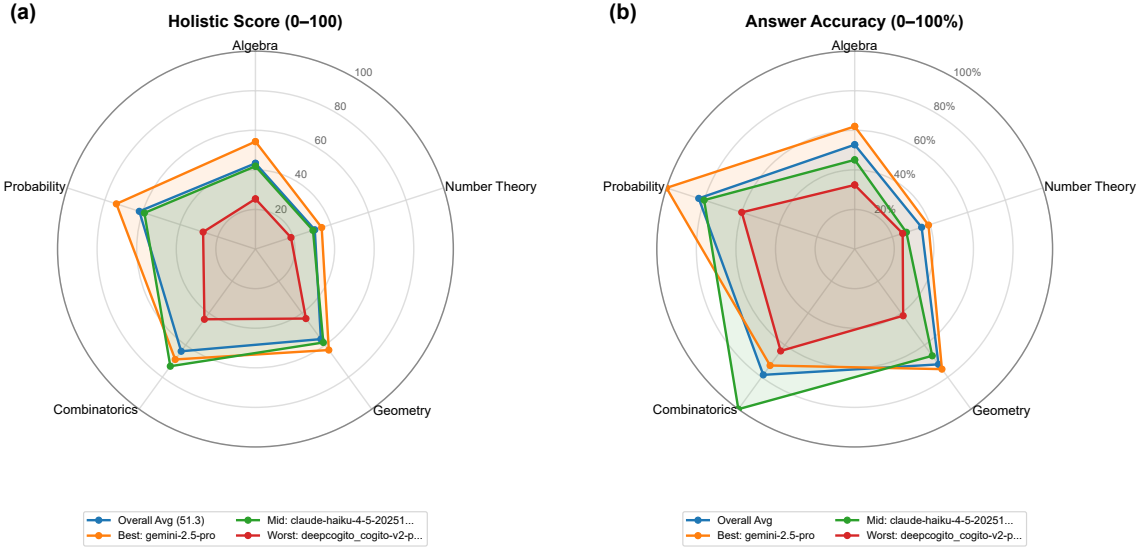 (a)
Holistic Score (0–100)
Algebra
100
80
60
40
20
Probability
Number Theory
Combinatorics
Geometry
Overall Avg (51.3)
Best: gemini-2.5-pro
Mid: claude-haiku-4-5-20251...
Worst: deepcogito_cogito-v2-p...
(b)
Answer Accuracy (0–100%)
Algebra
100%
80%
60%
40%
20%
Probability
Number Theory
Combinatorics
Geometry
Overall Avg
Best: gemini-2.5-pro
Mid: claude-haiku-4-5-20251...
Worst: deepcogito_cogito-v2-p...